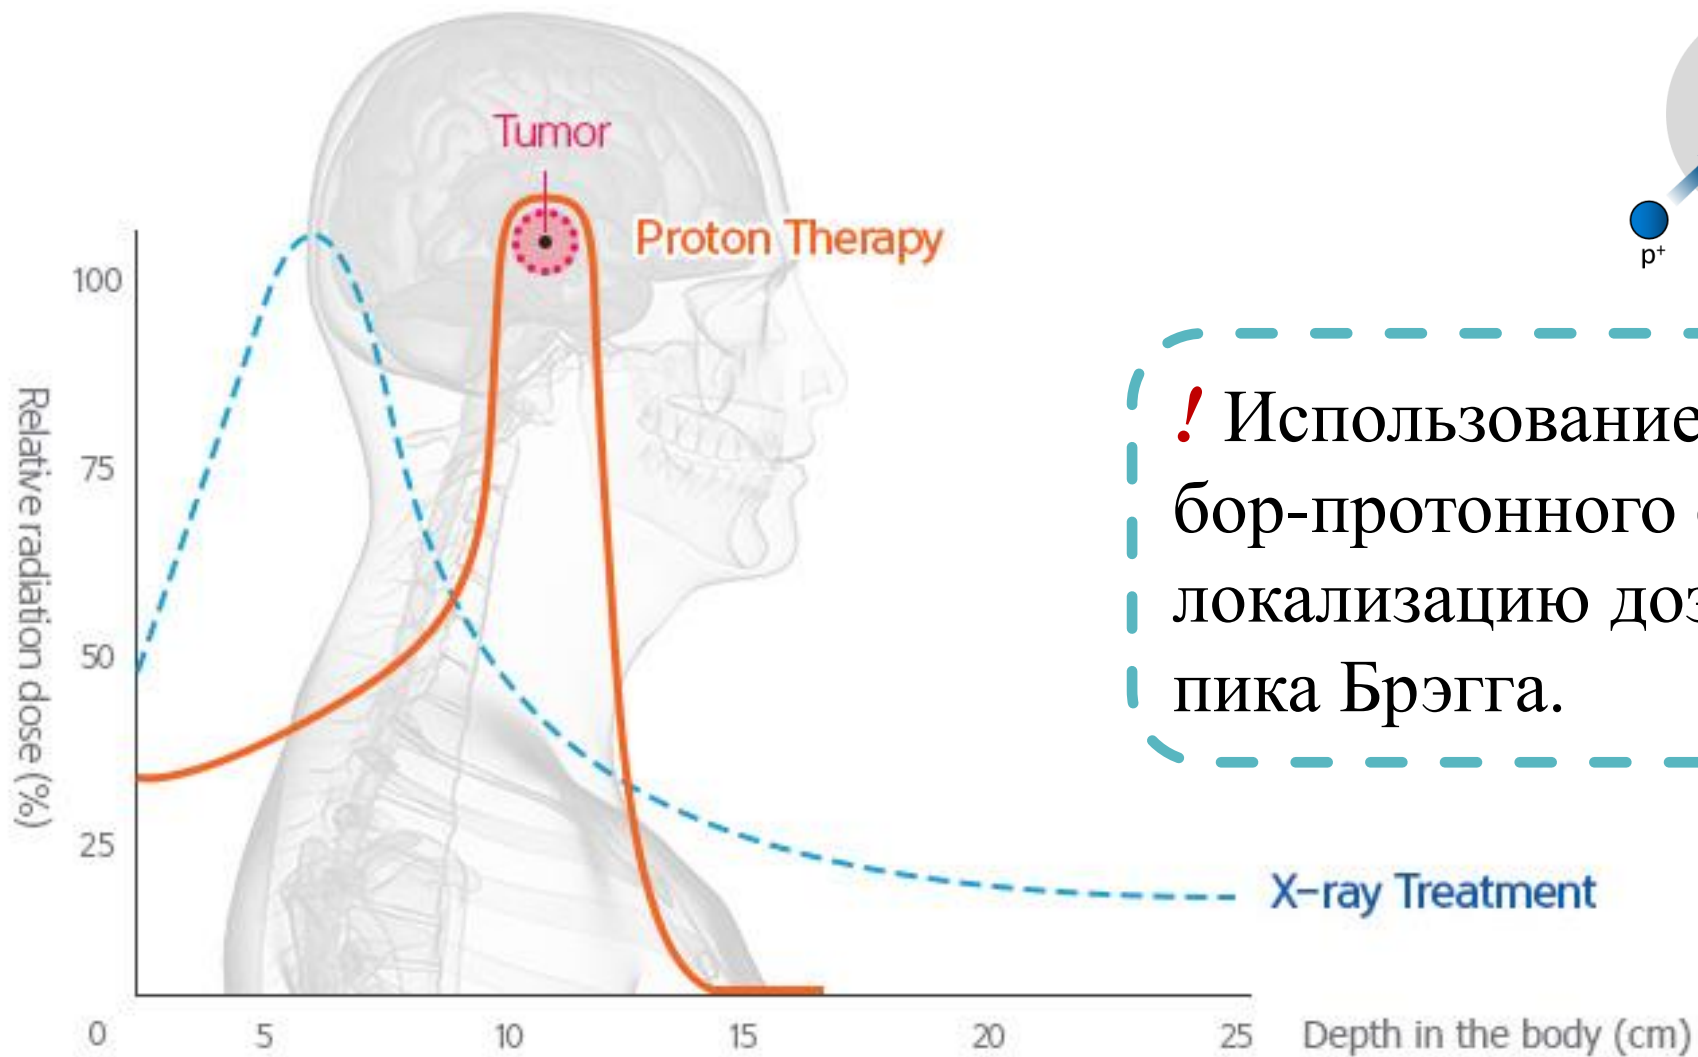 Tumor
Proton Therapy
p+
100
75
50
25
0
5
10
15
20
25
Relative radiation dose (%)
Depth in the body (cm)
X-ray Treatment
! Использование
бор-протонного
локализацию
пика Брэгга.